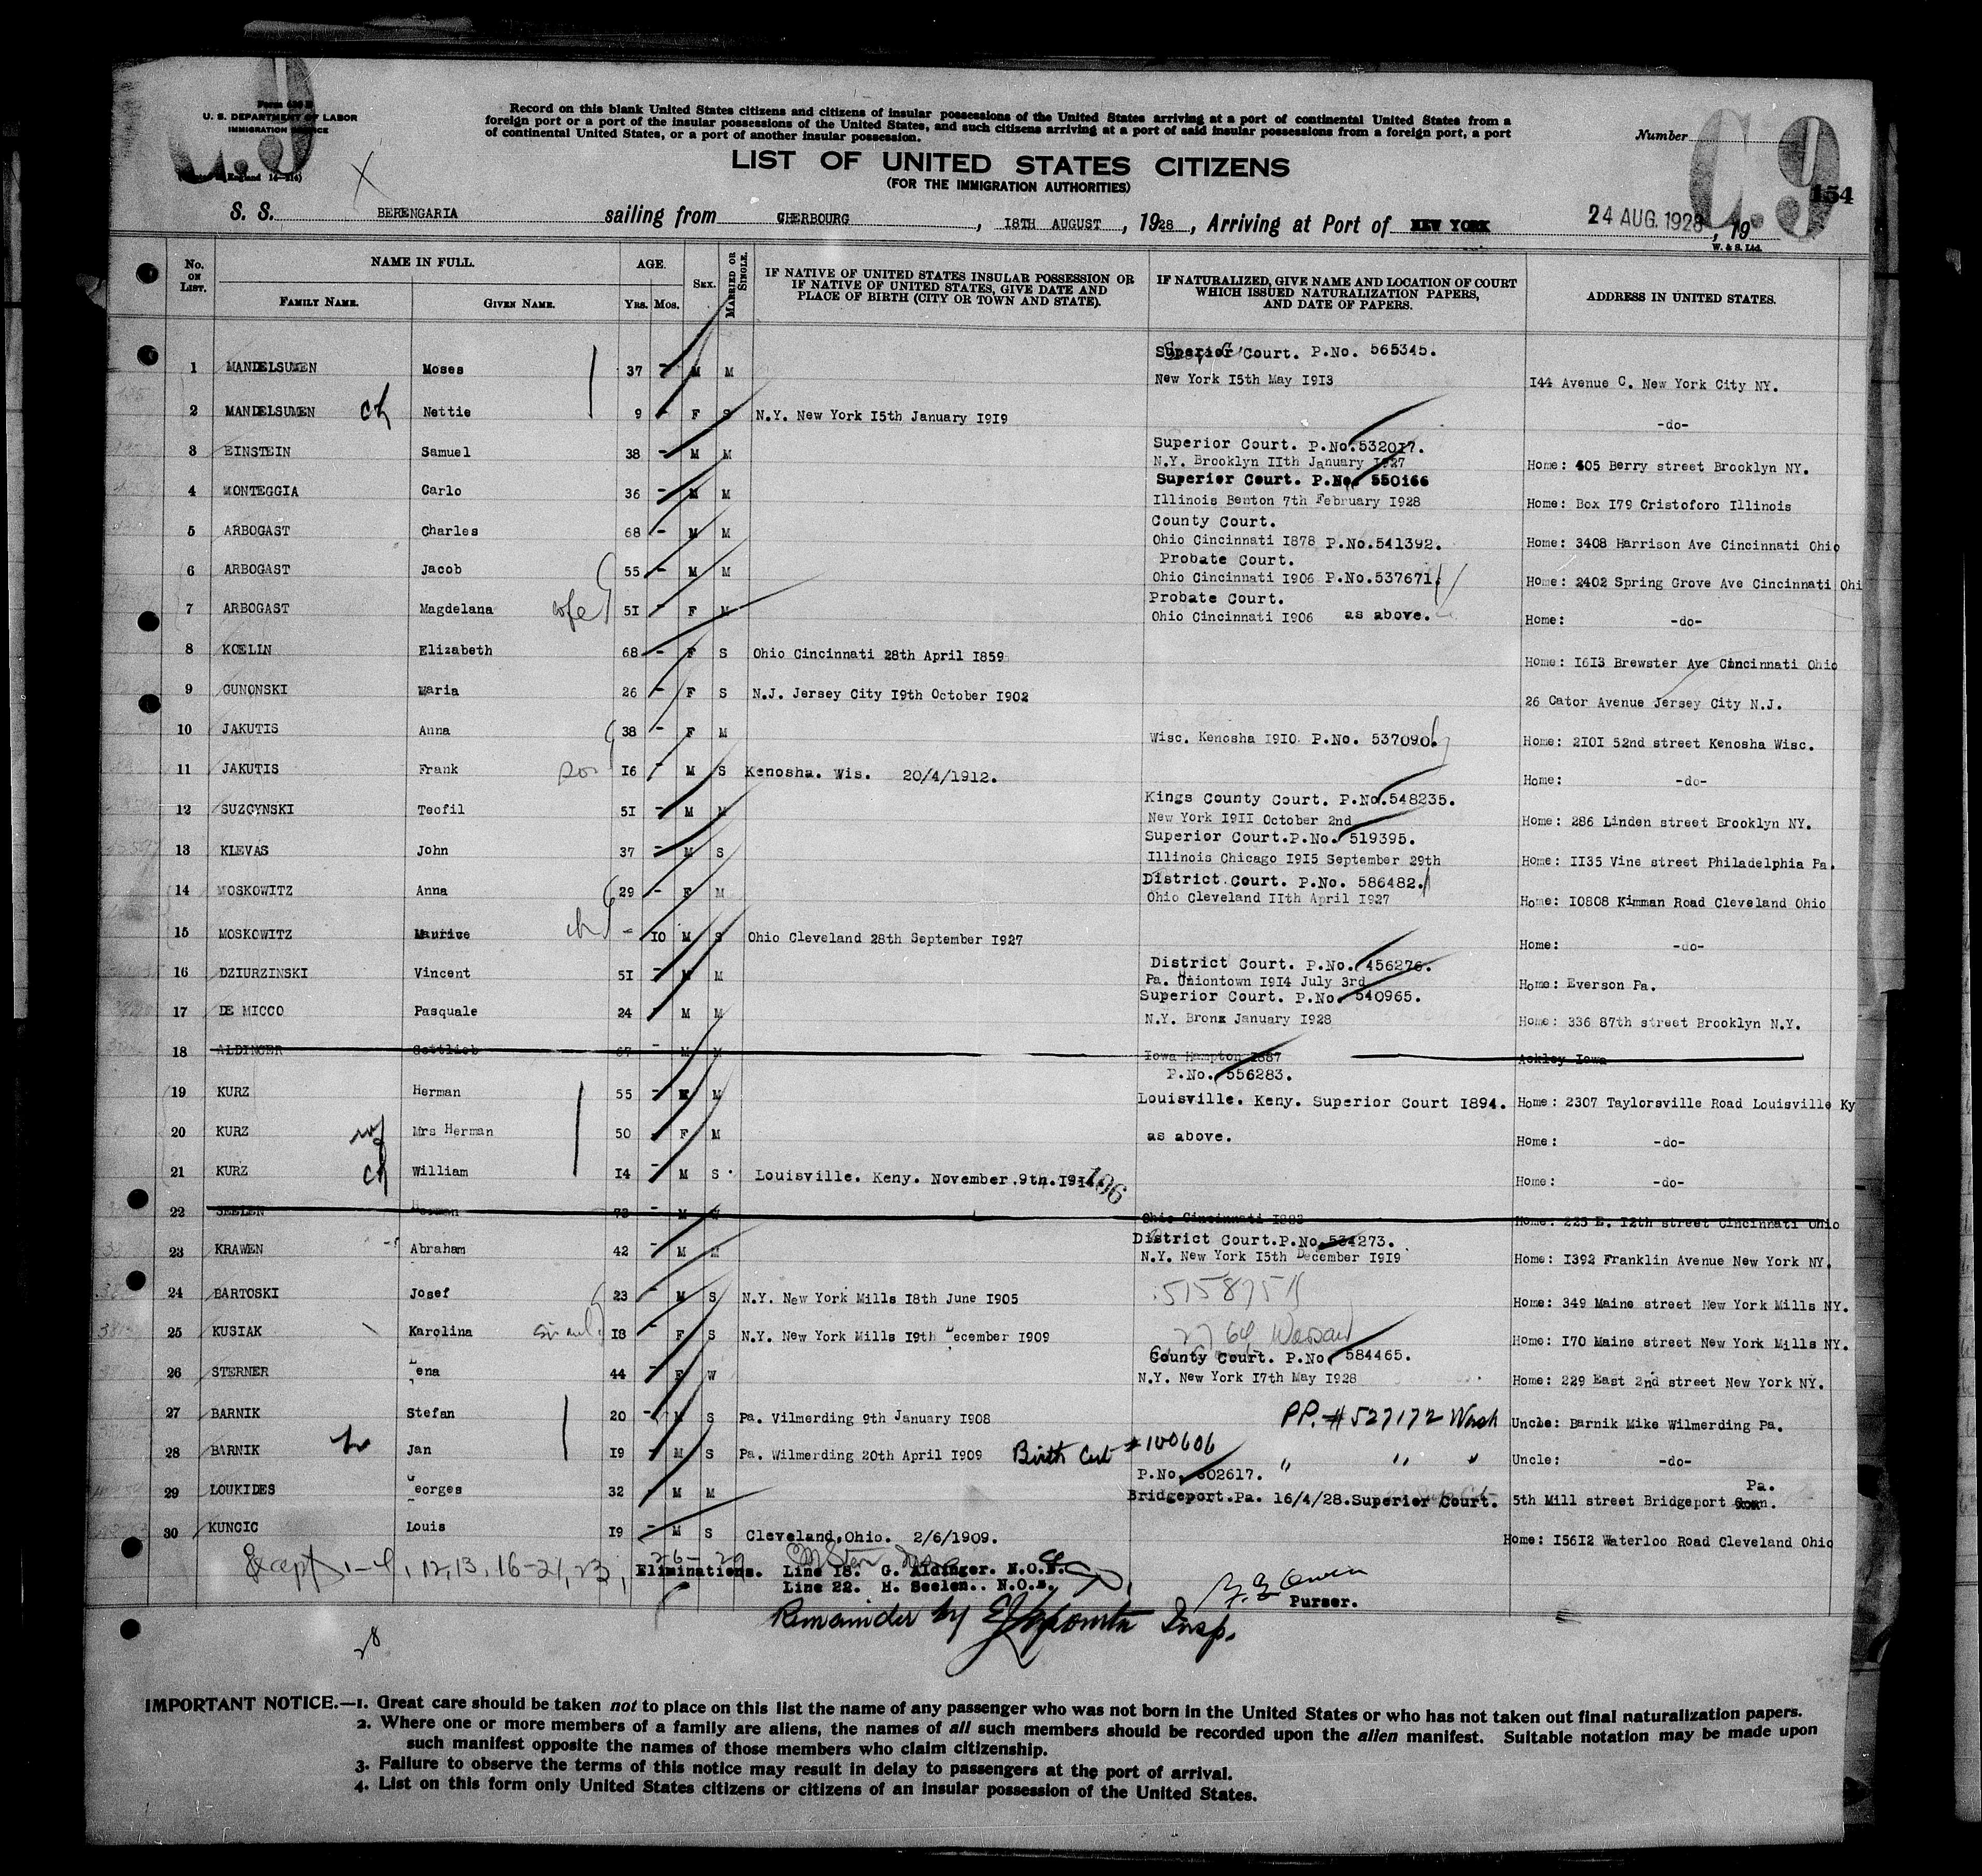 C.9
Form 630 B
U. S. DEPARTMENT OF LABOR
IMMIGRATION SERVICE
Record on this blank United States citizens and citizens of insular possessions of the United States arriving at a port of continental United States from a
foreign port or a port of the insular possessions of the United States, and such citizens arriving at a port of said insular possessions from a foreign port, a port
of continental United States, or a port of another insular possession.
Number
C.9
154
LIST OF UNITED STATES CITIZENS
(FOR THE IMMIGRATION AUTHORITIES)
X
S. S. BERENGARIA sailing from CHERBOURG, 18TH AUGUST, 1928, Arriving at Port of NEW YORK 24 AUG. 1928, 19
W. & S. Ltd.
No. ON LIST. NAME IN FULL. AGE. SEX. MARRIED OR SINGLE. IF NATIVE OF UNITED STATES INSULAR POSSESSION OR IF NATIVE OF UNITED STATES, GIVE DATE AND PLACE OF BIRTH (CITY OR TOWN AND STATE). IF NATURALIZED, GIVE NAME AND LOCATION OF COURT WHICH ISSUED NATURALIZATION PAPERS, AND DATE OF PAPERS. ADDRESS IN UNITED STATES.
FAMILY NAME. GIVEN NAME. YRS. MOS.
Superior Court. P.No. 565345.
1 MANDELSUMEN Moses 37 - M M New York 15th May 1913 144 Avenue C. New York City NY.
2 MANDELSUMEN ch Nettie 9 - F S N.Y. New York 15th January 1919 -do-
Superior Court. P.No. 532017.
3 EINSTEIN Samuel 38 - M M N.Y. Brooklyn 11th January 1927 Home: 405 Berry street Brooklyn NY.
Superior Court. P.No. 550166
4 MONTEGGIA Carlo 36 - M M Illinois Benton 7th February 1928 Home: Box 179 Cristoforo Illinois
County Court.
5 ARBOGAST Charles 68 - M M Ohio Cincinnati 1878 P.No.541392. Home: 3408 Harrison Ave Cincinnati Ohio
Probate Court.
6 ARBOGAST Jacob 55 - M M Ohio Cincinnati 1906 P.No.537671. Home: 2402 Spring Grove Ave Cincinnati Ohi
Probate Court.
7 ARBOGAST Magdelana wfe 51 - F M Ohio Cincinnati 1906 as above. Home: -do-
8 KOELIN Elizabeth 68 - F S Ohio Cincinnati 28th April 1859 Home: 1613 Brewster Ave Cincinnati Ohio
9 GUNONSKI Maria 26 - F S N.J. Jersey City 19th October 1902 26 Cator Avenue Jersey City N.J.
10 JAKUTIS Anna 38 - F M Wisc. Kenosha 1910 P.No. 537090. Home: 2101 52nd street Kenosha Wisc.
11 JAKUTIS Frank son 16 M S Kenosha. Wis. 20/4/1912. Home: -do-
Kings County Court. P.No.548235.
12 SUZCYNSKI Teofil 51 - M M New York 1911 October 2nd Home: 286 Linden street Brooklyn NY.
Superior Court.P.No. 519395.
13 KLEVAS John 37 - M S Illinois Chicago 1915 September 29th Home: 1135 Vine street Philadelphia Pa.
District Court. P.No. 586482.
14 MOSKOWITZ Anna 29 - F M Ohio Cleveland 11th April 1927 Home: 10808 Kimman Road Cleveland Ohio
15 MOSKOWITZ Maurice ch - 10 M S Ohio Cleveland 28th September 1927 Home: -do-
District Court. P.No. 456276.
16 DZIURZINSKI Vincent 51 - M M Pa. Uniontown 1914 July 3rd Home: Everson Pa.
Superior Court. P.No. 540965.
17 DE MICCO Pasquale 24 M M N.Y. Bronx January 1928 Home: 336 87th street Brooklyn N.Y.
18 ALDINGER Gottlieb 67 - M M Iowa Hampton 1887 Ackley Iowa
P.No. 556283.
19 KURZ Herman 55 - M M Louisville. Keny. Superior Court 1894. Home: 2307 Taylorsville Road Louisville Ky
20 KURZ wf Mrs Herman 50 - F M as above. Home: -do-
21 KURZ ch William 14 - M S Louisville. Keny. November 9th.191 Home: -do-
106
22 SEELEN Herman 73 - M W Ohio Cincinnati 1883 Home: 223 E. 12th street Cincinnati Ohio
District Court.P.No.534273.
23 KRAWEN Abraham 42 - M M N.Y. New York 15th December 1919 Home: 1392 Franklin Avenue New York NY.
24 BARTOSKI Josef 23 - M S N.Y. New York Mills 18th June 1905 515875 Home: 349 Maine street New York Mills NY.
25 KUSIAK Karolina 18 - F S N.Y. New York Mills 19th December 1909 2764 Warsaw Home: 170 Maine street New York Mills NY.
County Court. P.No. 584465.
26 STERNER Lena 44 - F W N.Y. New York 17th May 1928 Home: 229 East 2nd street New York NY.
27 BARNIK Stefan 20 - M S Pa. Vilmerding 9th January 1908 PP. # 527172 Wash Uncle: Barnik Mike Wilmerding Pa.
28 BARNIK Jan 19 - M S Pa. Wilmerding 20th April 1909 Birth Cert #100606 " " " Uncle: -do-
P.No. 602617.
29 LOUKIDES Georges 32 - M M Bridgeport.Pa. 16/4/28.Superior Court. 5th Mill street Bridgeport Conn. Pa.
30 KUNCIC Louis 19 - M S Cleveland,Ohio. 2/6/1909. Home: 15612 Waterloo Road Cleveland Ohio
Except 1-4, 12,13, 16-21, 23, 26-29
Eliminations. Line 18. G. Aldinger. N.O.B.
Line 22. H. Seelen.. N.O.B.
Purser.
Remainder by Insp.
28
IMPORTANT NOTICE.—1. Great care should be taken not to place on this list the name of any passenger who was not born in the United States or who has not taken out final naturalization papers.
2. Where one or more members of a family are aliens, the names of all such members should be recorded upon the alien manifest. Suitable notation may be made upon
such manifest opposite the names of those members who claim citizenship.
3. Failure to observe the terms of this notice may result in delay to passengers at the port of arrival.
4. List on this form only United States citizens or citizens of an insular possession of the United States.